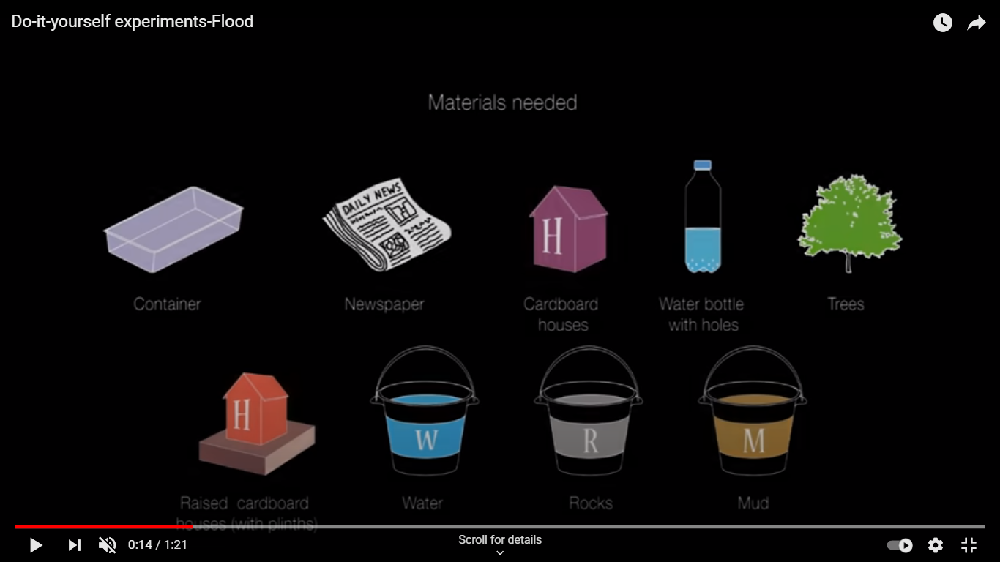 Do-it-yourself experiments-Flood
Materials needed
DAILY NEWS
H
Container
Newspaper
Cardboard
houses
Water bottle
with holes
Trees
H
W
R
M
Raised cardboard
houses (with plinths)
Water
Rocks
Mud
0:14 / 1:21
Scroll for details